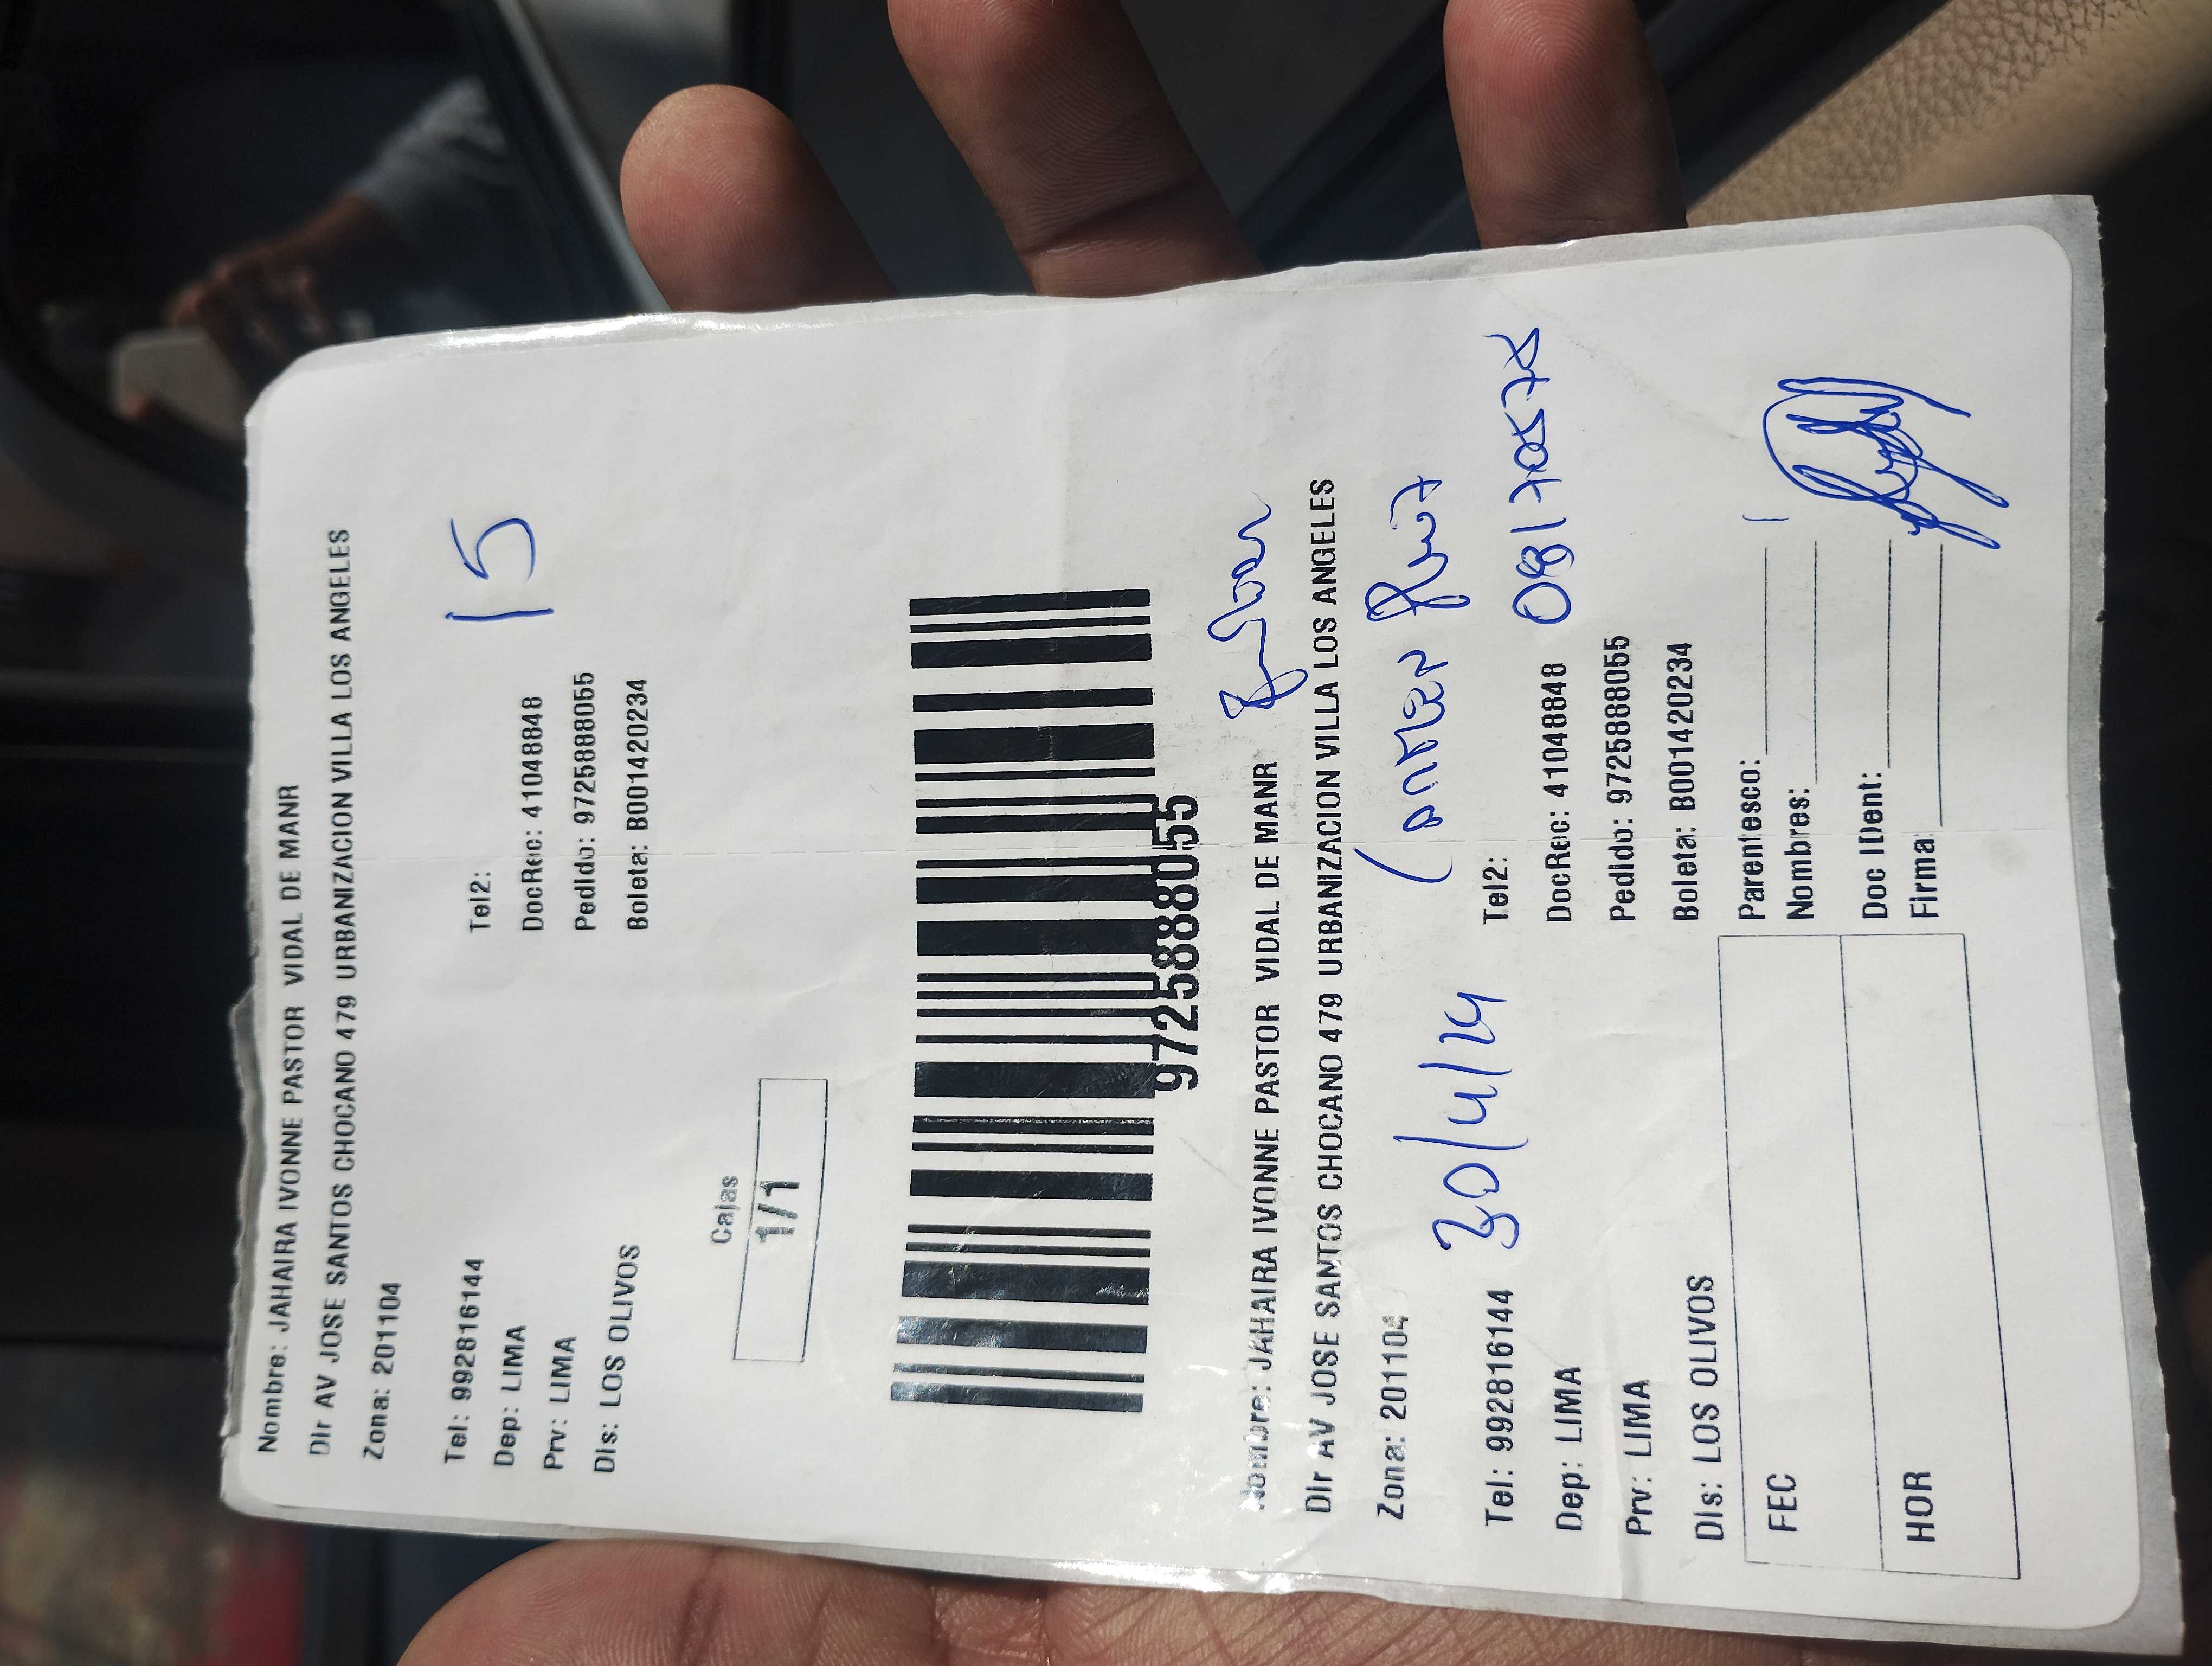 Nombre: JAHAIRA IVONNE PASTOR VIDAL DE MANR
Dir AV JOSE SANTOS CHOCANO 479 URBANIZACION VILLA LOS ANGELES
Zona: 201104
15
Tel: 992816144 Tel2:
Dep: LIMA DocRec: 41048848
Prv: LIMA Pedido: 9725888055
Dis: LOS OLIVOS Boleta: B001420234
Cajas
1/1
9725888055
Nombre: JAHAIRA IVONNE PASTOR VIDAL DE MANR
Dir AV JOSE SANTOS CHOCANO 479 URBANIZACION VILLA LOS ANGELES
Zona: 201104
30/4/24
Tel: 992816144 Tel2:
08170578
Dep: LIMA DocRec: 41048848
Prv: LIMA Pedido: 9725888055
Dis: LOS OLIVOS Boleta: B001420234
FEC Parentesco:
Nombres:
HOR Doc IDent:
Firma: